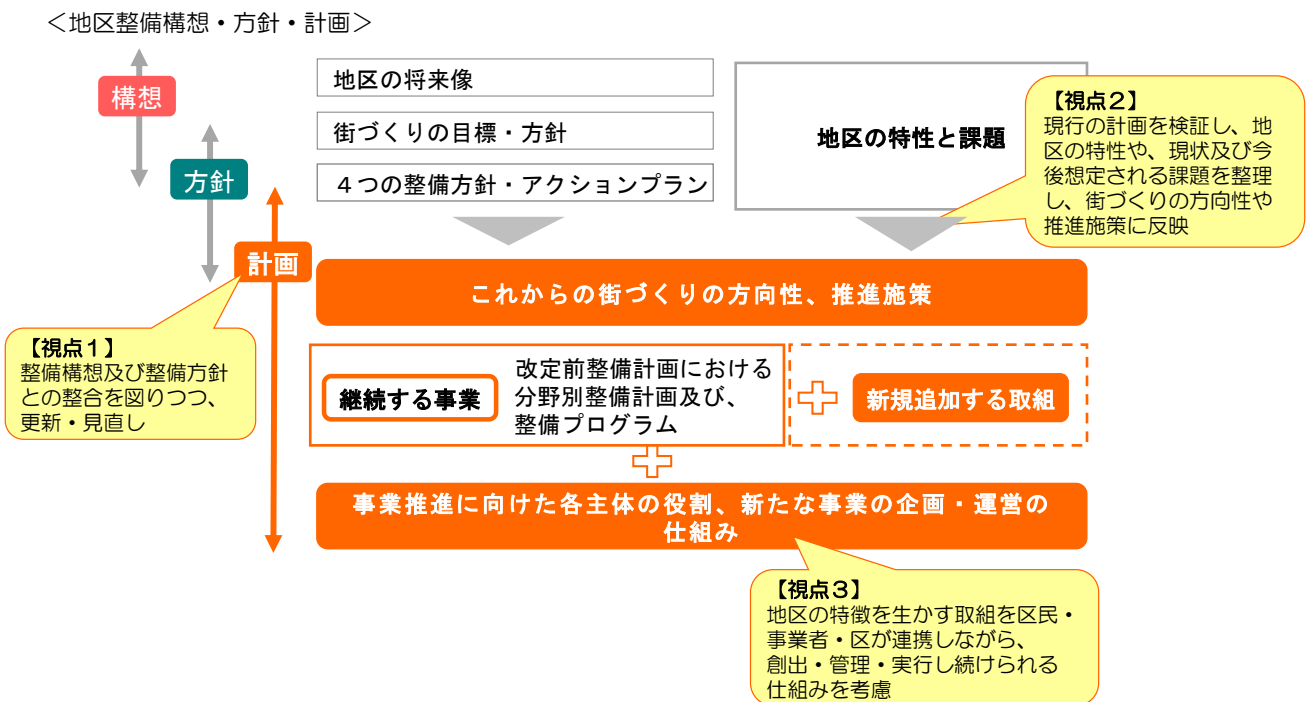 ＜地区整備構想・方針・計画＞
構想
方針
計画
地区の将来像
街づくりの目標・方針
４つの整備方針・アクションプラン
地区の特性と課題
【視点２】
現行の計画を検証し、地
区の特性や、現状及び今
後想定される課題を整理
し、街づくりの方向性や
推進施策に反映
これからの街づくりの方向性、推進施策
【視点１】
整備構想及び整備方針
との整合を図りつつ、
更新・見直し
継続する事業
改定前整備計画における
分野別整備計画及び、
整備プログラム
新規追加する取組
事業推進に向けた各主体の役割、新たな事業の企画・運営の
仕組み
【視点３】
地区の特徴を生かす取組を区民・
事業者・区が連携しながら、
創出・管理・実行し続けられる
仕組みを考慮